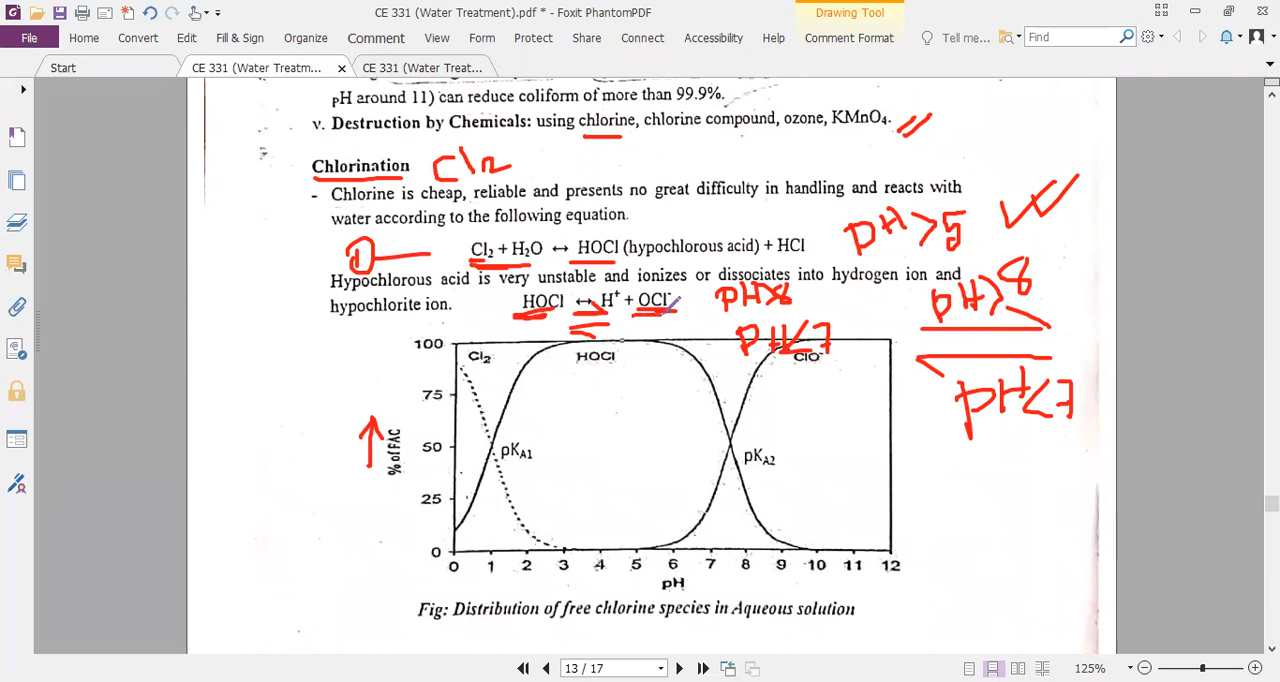 CE 331 (Water Treatment).pdf * - Foxit PhantomPDF
Drawing Tool
File Home Convert Edit Fill & Sign Organize Comment View Form Protect Share Connect Accessibility Help Comment Format Tell me... Find
Start CE 331 (Water Treatm... CE 331 (Water Treat...
pH around 11) can reduce coliform of more than 99.9%.
v. Destruction by Chemicals: using chlorine, chlorine compound, ozone, KMnO4.
Chlorination Cl2
- Chlorine is cheap, reliable and presents no great difficulty in handling and reacts with
water according to the following equation.
pH>5
1 Cl2 + H2O ↔ HOCl (hypochlorous acid) + HCl
Hypochlorous acid is very unstable and ionizes or dissociates into hydrogen ion and
hypochlorite ion. HOCl ↔ H+ + OCl-
pH>8
pH>8
pH<7
pH<7
100
75
50
25
0
% of FAC
Cl2 HOCl ClO-
pKA1 pKA2
0 1 2 3 4 5 6 7 8 9 10 11 12
pH
Fig: Distribution of free chlorine species in Aqueous solution
13 / 17
125%